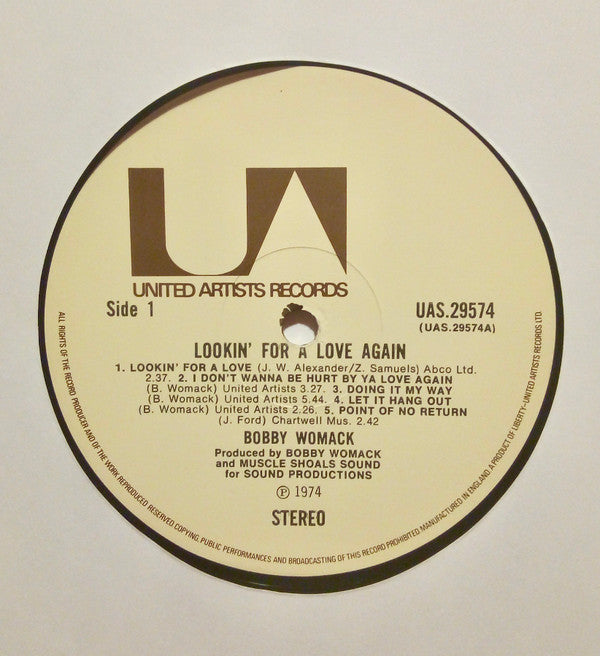 UA
UNITED ARTISTS RECORDS
Side 1
UAS.29574
(UAS.29574A)
LOOKIN' FOR A LOVE AGAIN
1. LOOKIN' FOR A LOVE (J. W. Alexander/Z. Samuels) Abco Ltd.
2.37. 2. I DON'T WANNA BE HURT BY YA LOVE AGAIN
(B. Womack) United Artists 3.27. 3. DOING IT MY WAY
(B. Womack) United Artists 5.44. 4. LET IT HANG OUT
(B. Womack) United Artists 2.26. 5. POINT OF NO RETURN
(J. Ford) Chartwell Mus. 2.42
BOBBY WOMACK
Produced by BOBBY WOMACK
and MUSCLE SHOALS SOUND
for SOUND PRODUCTIONS
Ⓟ 1974
STEREO
ALL RIGHTS OF THE RECORD PRODUCER AND OF THE WORK REPRODUCED RESERVED. COPYING, PUBLIC PERFORMANCES AND BROADCASTING OF THIS RECORD PROHIBITED. MANUFACTURED IN ENGLAND. A PRODUCT OF LIBERTY-UNITED ARTISTS RECORDS LTD.